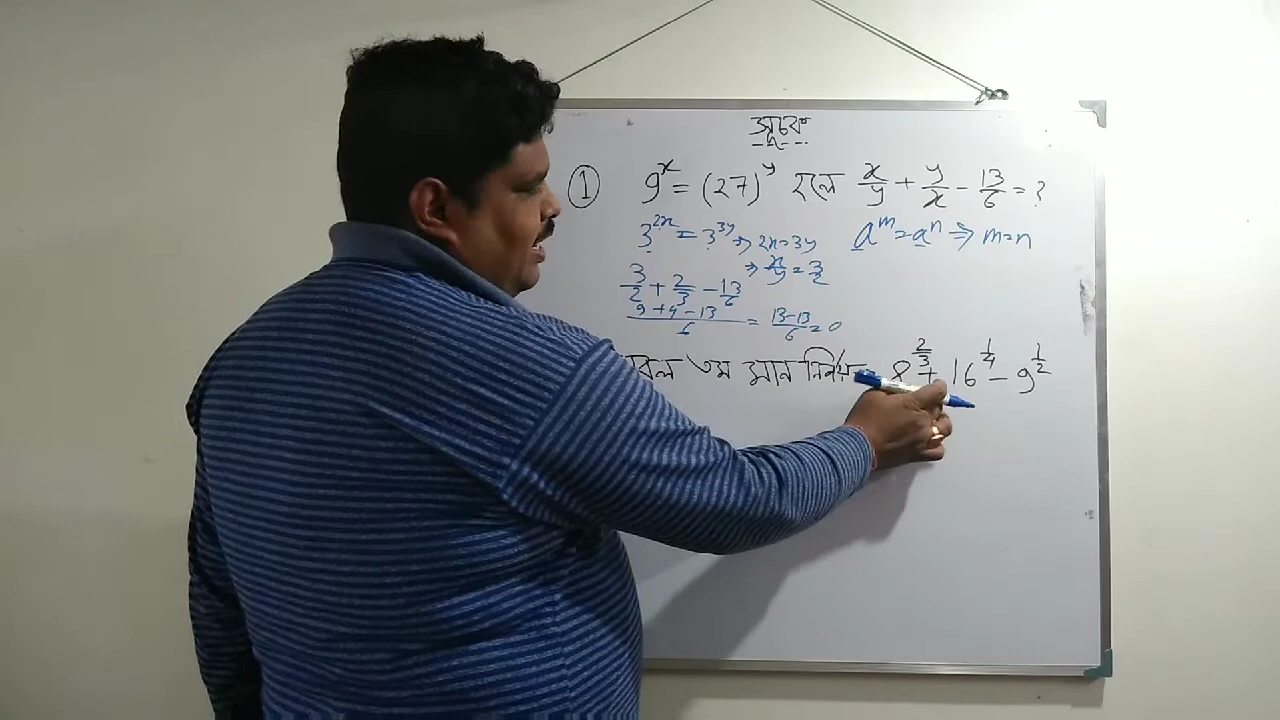 সূচক
① 9^x = (27)^y হলে x/y + y/x - 13/6 = ?
3^2x = 3^3y ⇒ 2x = 3y a^m = a^n ⇒ m = n
⇒ x/y = 3/2
3/2 + 2/3 - 13/6
9+4-13/6 = 13-13/6 = 0
তম মান নির্ণয় 8^2/3 + 16^1/4 - 9^1/2